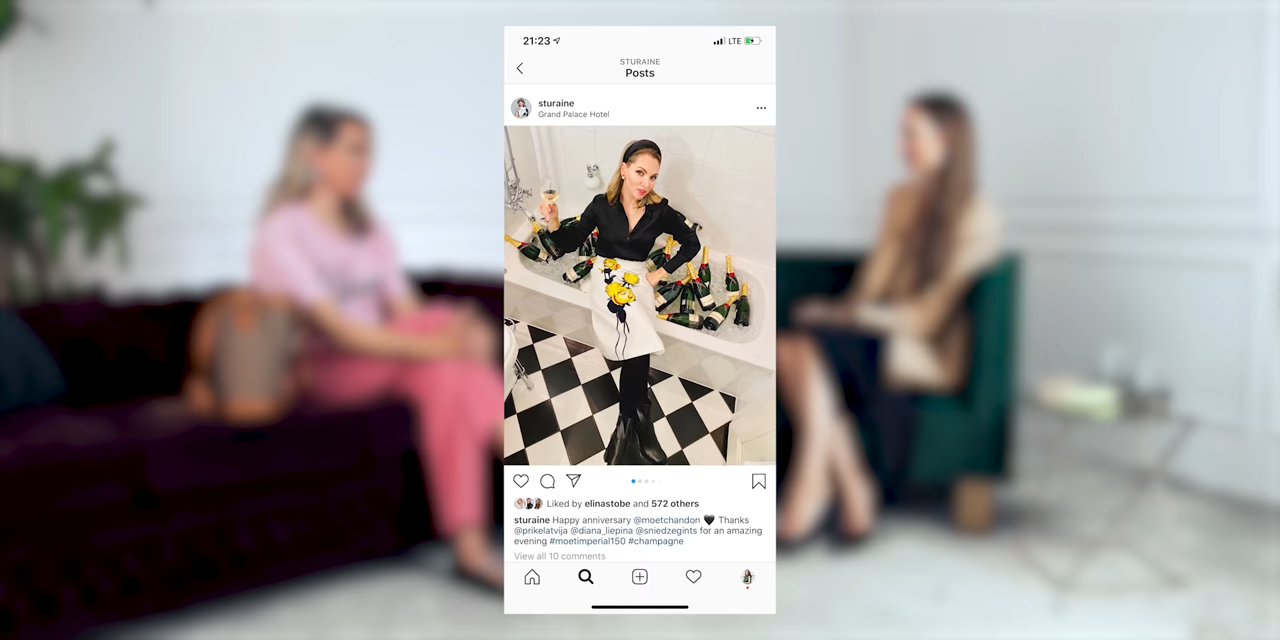 21:23
LTE
STURAINE
Posts
sturaine
Grand Palace Hotel
Liked by elinastobe and 572 others
sturaine Happy anniversary @moetchandon 🖤 Thanks
@prikelatvija @diana_liepina @sniedzegints for an amazing
evening #moetimperial150 #champagne
View all 10 comments